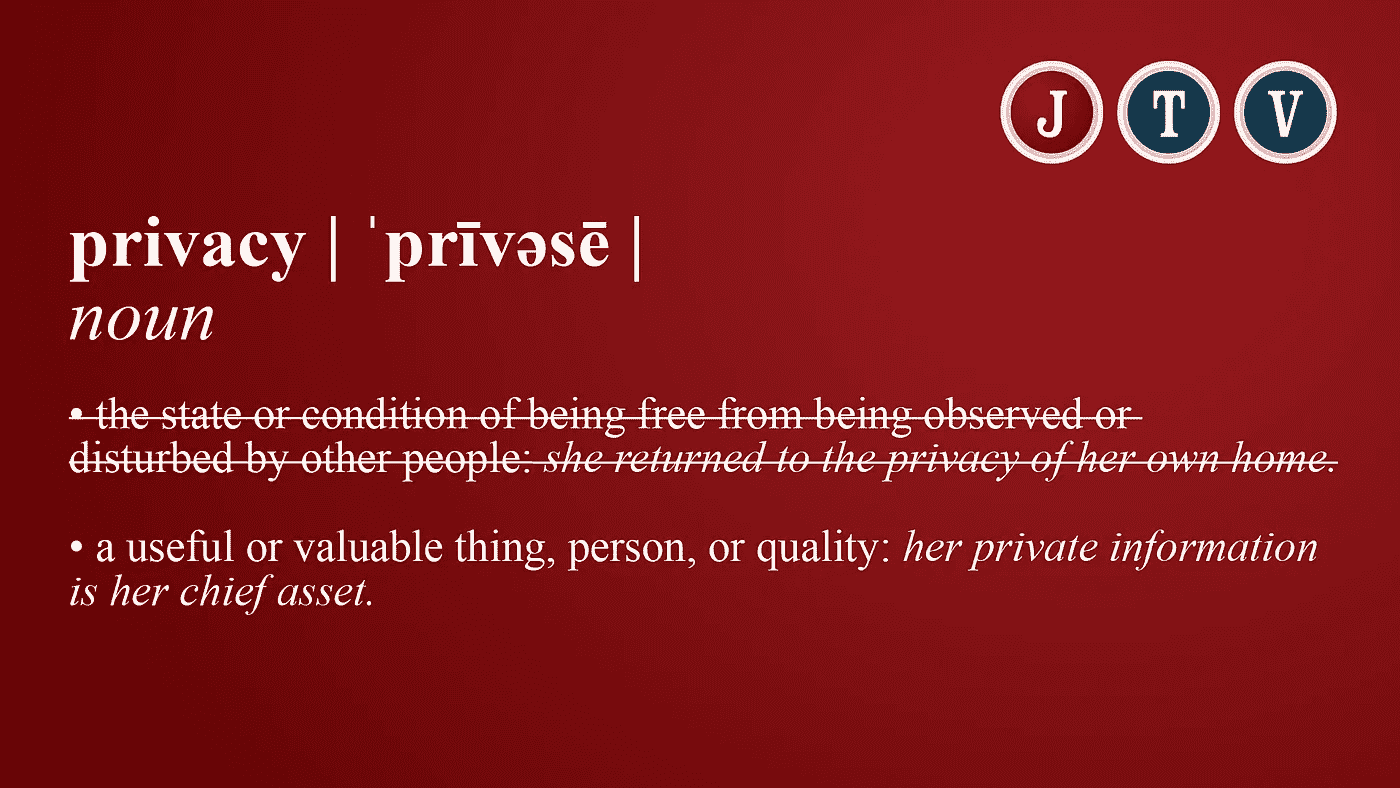 J T V
privacy | ˈprīvəsē |
noun
• the state or condition of being free from being observed or
disturbed by other people: she returned to the privacy of her own home.
• a useful or valuable thing, person, or quality: her private information
is her chief asset.